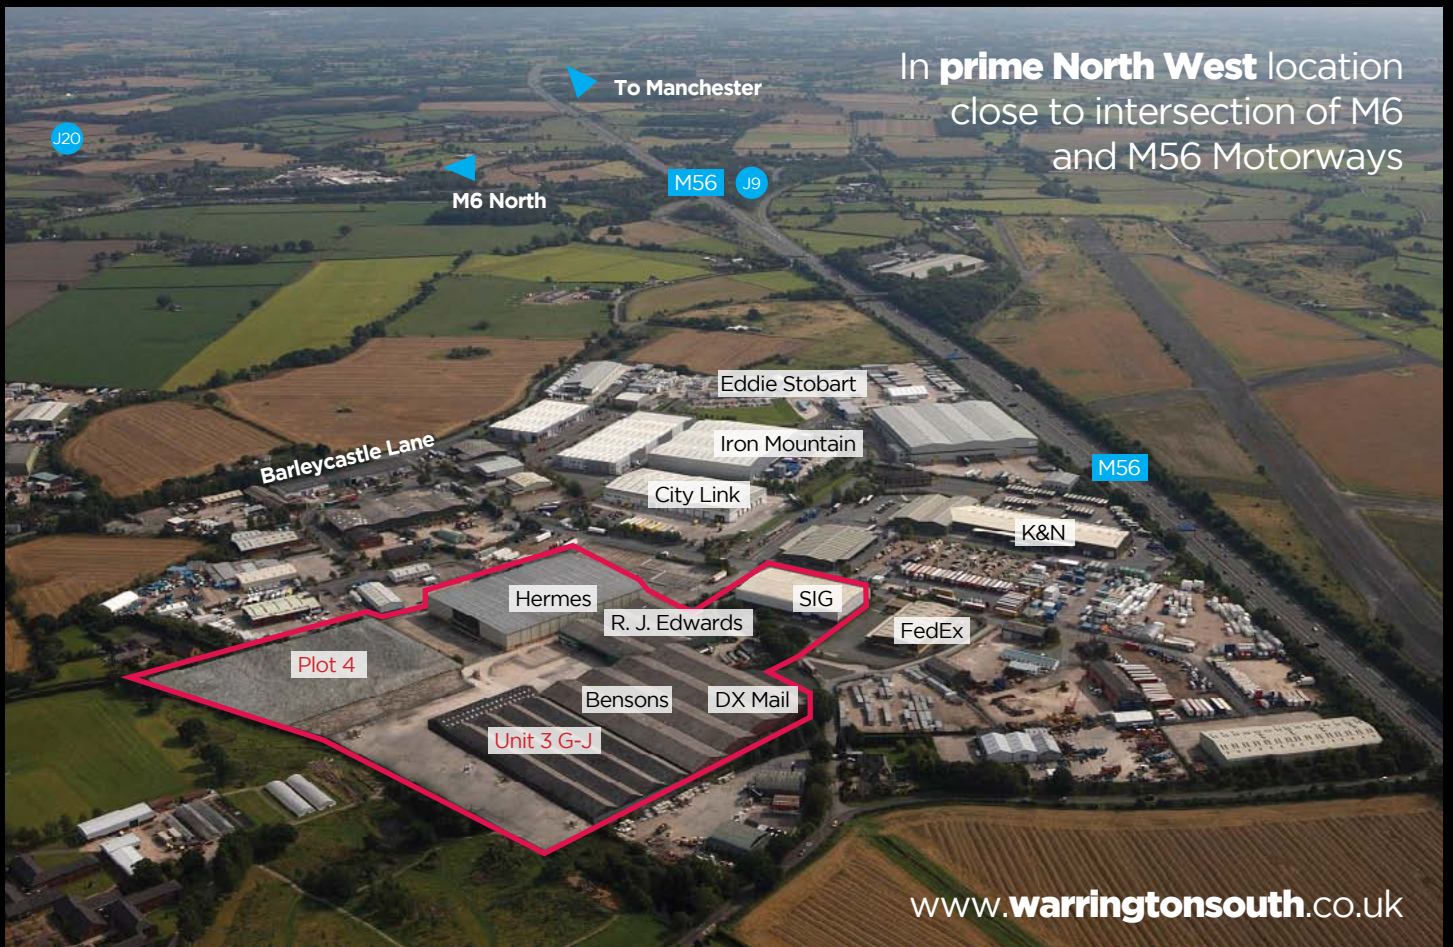 In prime North West location
close to intersection of M6
and M56 Motorways
To Manchester
J20
M6 North
M56
J9
Eddie Stobart
Iron Mountain
Barleycastle Lane
M56
City Link
K&N
Hermes
SIG
R. J. Edwards
FedEx
Plot 4
Bensons
DX Mail
Unit 3 G-J
www.warringtonsouth.co.uk